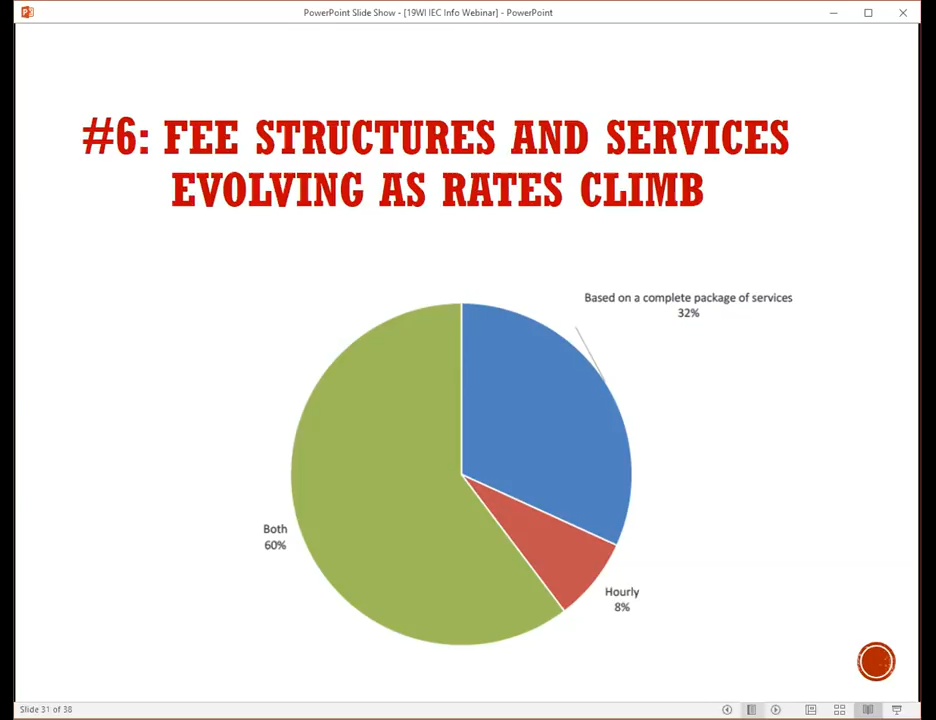 PowerPoint Slide Show - [19WI IEC Info Webinar] - PowerPoint
#6: FEE STRUCTURES AND SERVICES
EVOLVING AS RATES CLIMB
Based on a complete package of services
32%
Both
60%
Hourly
8%
Slide 31 of 38